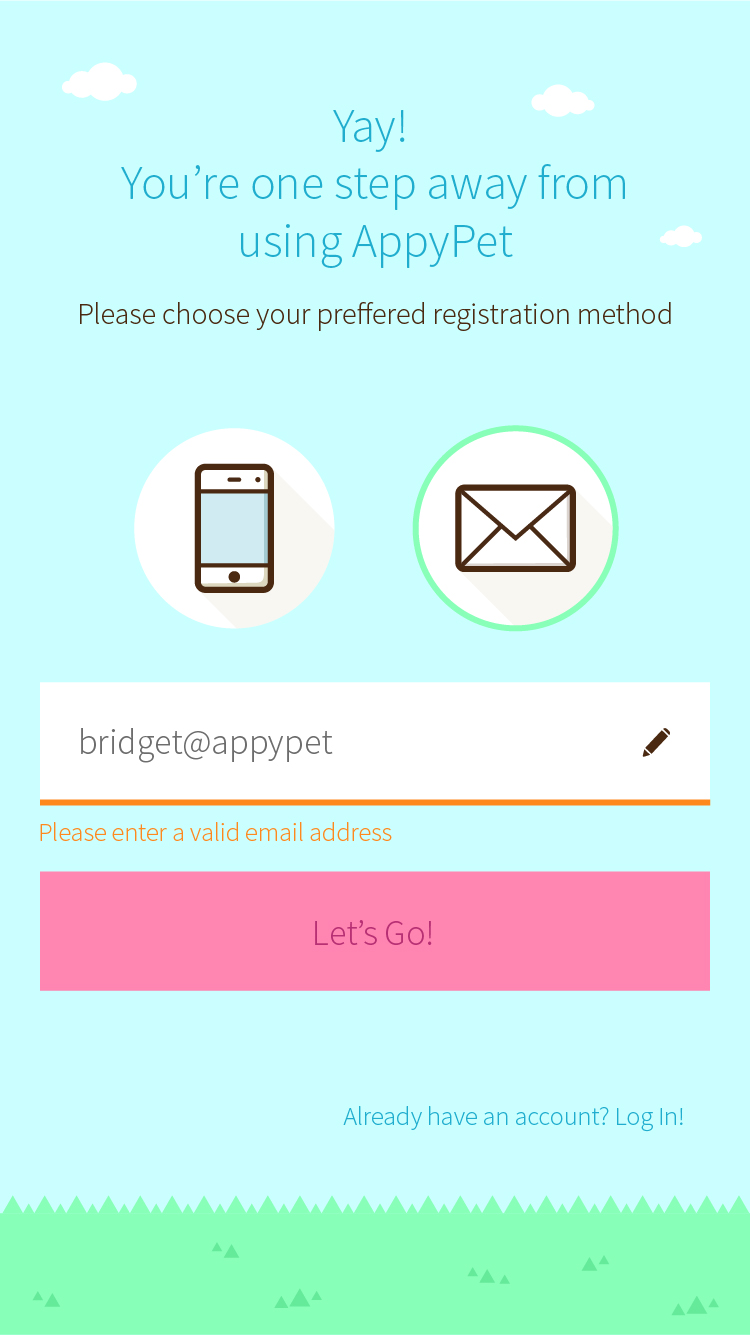 Yay!
You’re one step away from
using AppyPet
Please choose your preffered registration method
bridget@appypet
Please enter a valid email address
Let’s Go!
Already have an account? Log In!